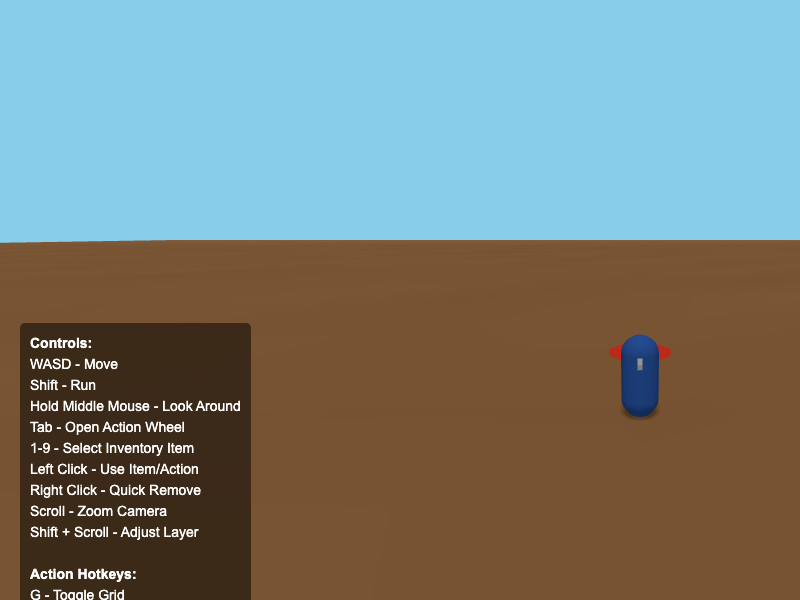 Controls:
WASD - Move
Shift - Run
Hold Middle Mouse - Look Around
Tab - Open Action Wheel
1-9 - Select Inventory Item
Left Click - Use Item/Action
Right Click - Quick Remove
Scroll - Zoom Camera
Shift + Scroll - Adjust Layer
Action Hotkeys:
G - Toggle Grid